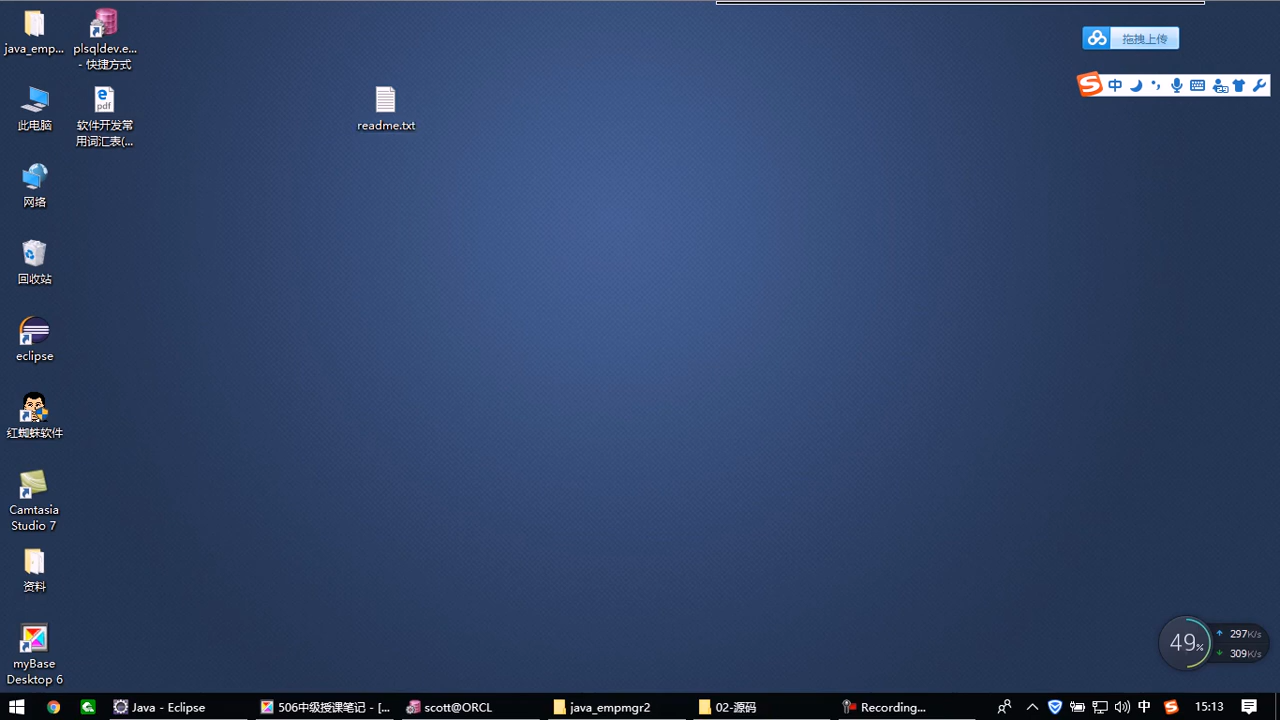 java_emp...
plsqldev.e...
- 快捷方式
拖拽上传
中
此电脑
pdf
软件开发常
用词汇表(...
readme.txt
网络
回收站
eclipse
红蜘蛛软件
Camtasia
Studio 7
资料
myBase
Desktop 6
49%
297K/s
309K/s
Java - Eclipse
506中级授课笔记 - [...
scott@ORCL
java_empmgr2
02-源码
Recording...
中
15:13